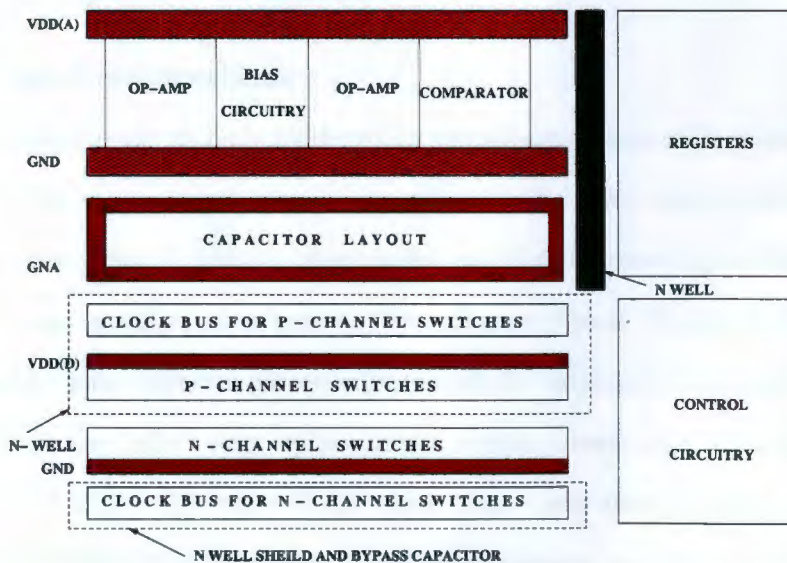 VDD(A)
OP-AMP
BIAS
CIRCUITRY
OP-AMP
COMPARATOR
GND
REGISTERS
CAPACITOR LAYOUT
GNA
N WELL
CLOCK BUS FOR P-CHANNEL SWITCHES
VDD(D)
P-CHANNEL SWITCHES
CONTROL
CIRCUITRY
N-WELL
N-CHANNEL SWITCHES
GND
CLOCK BUS FOR N-CHANNEL SWITCHES
N WELL SHEILD AND BYPASS CAPACITOR